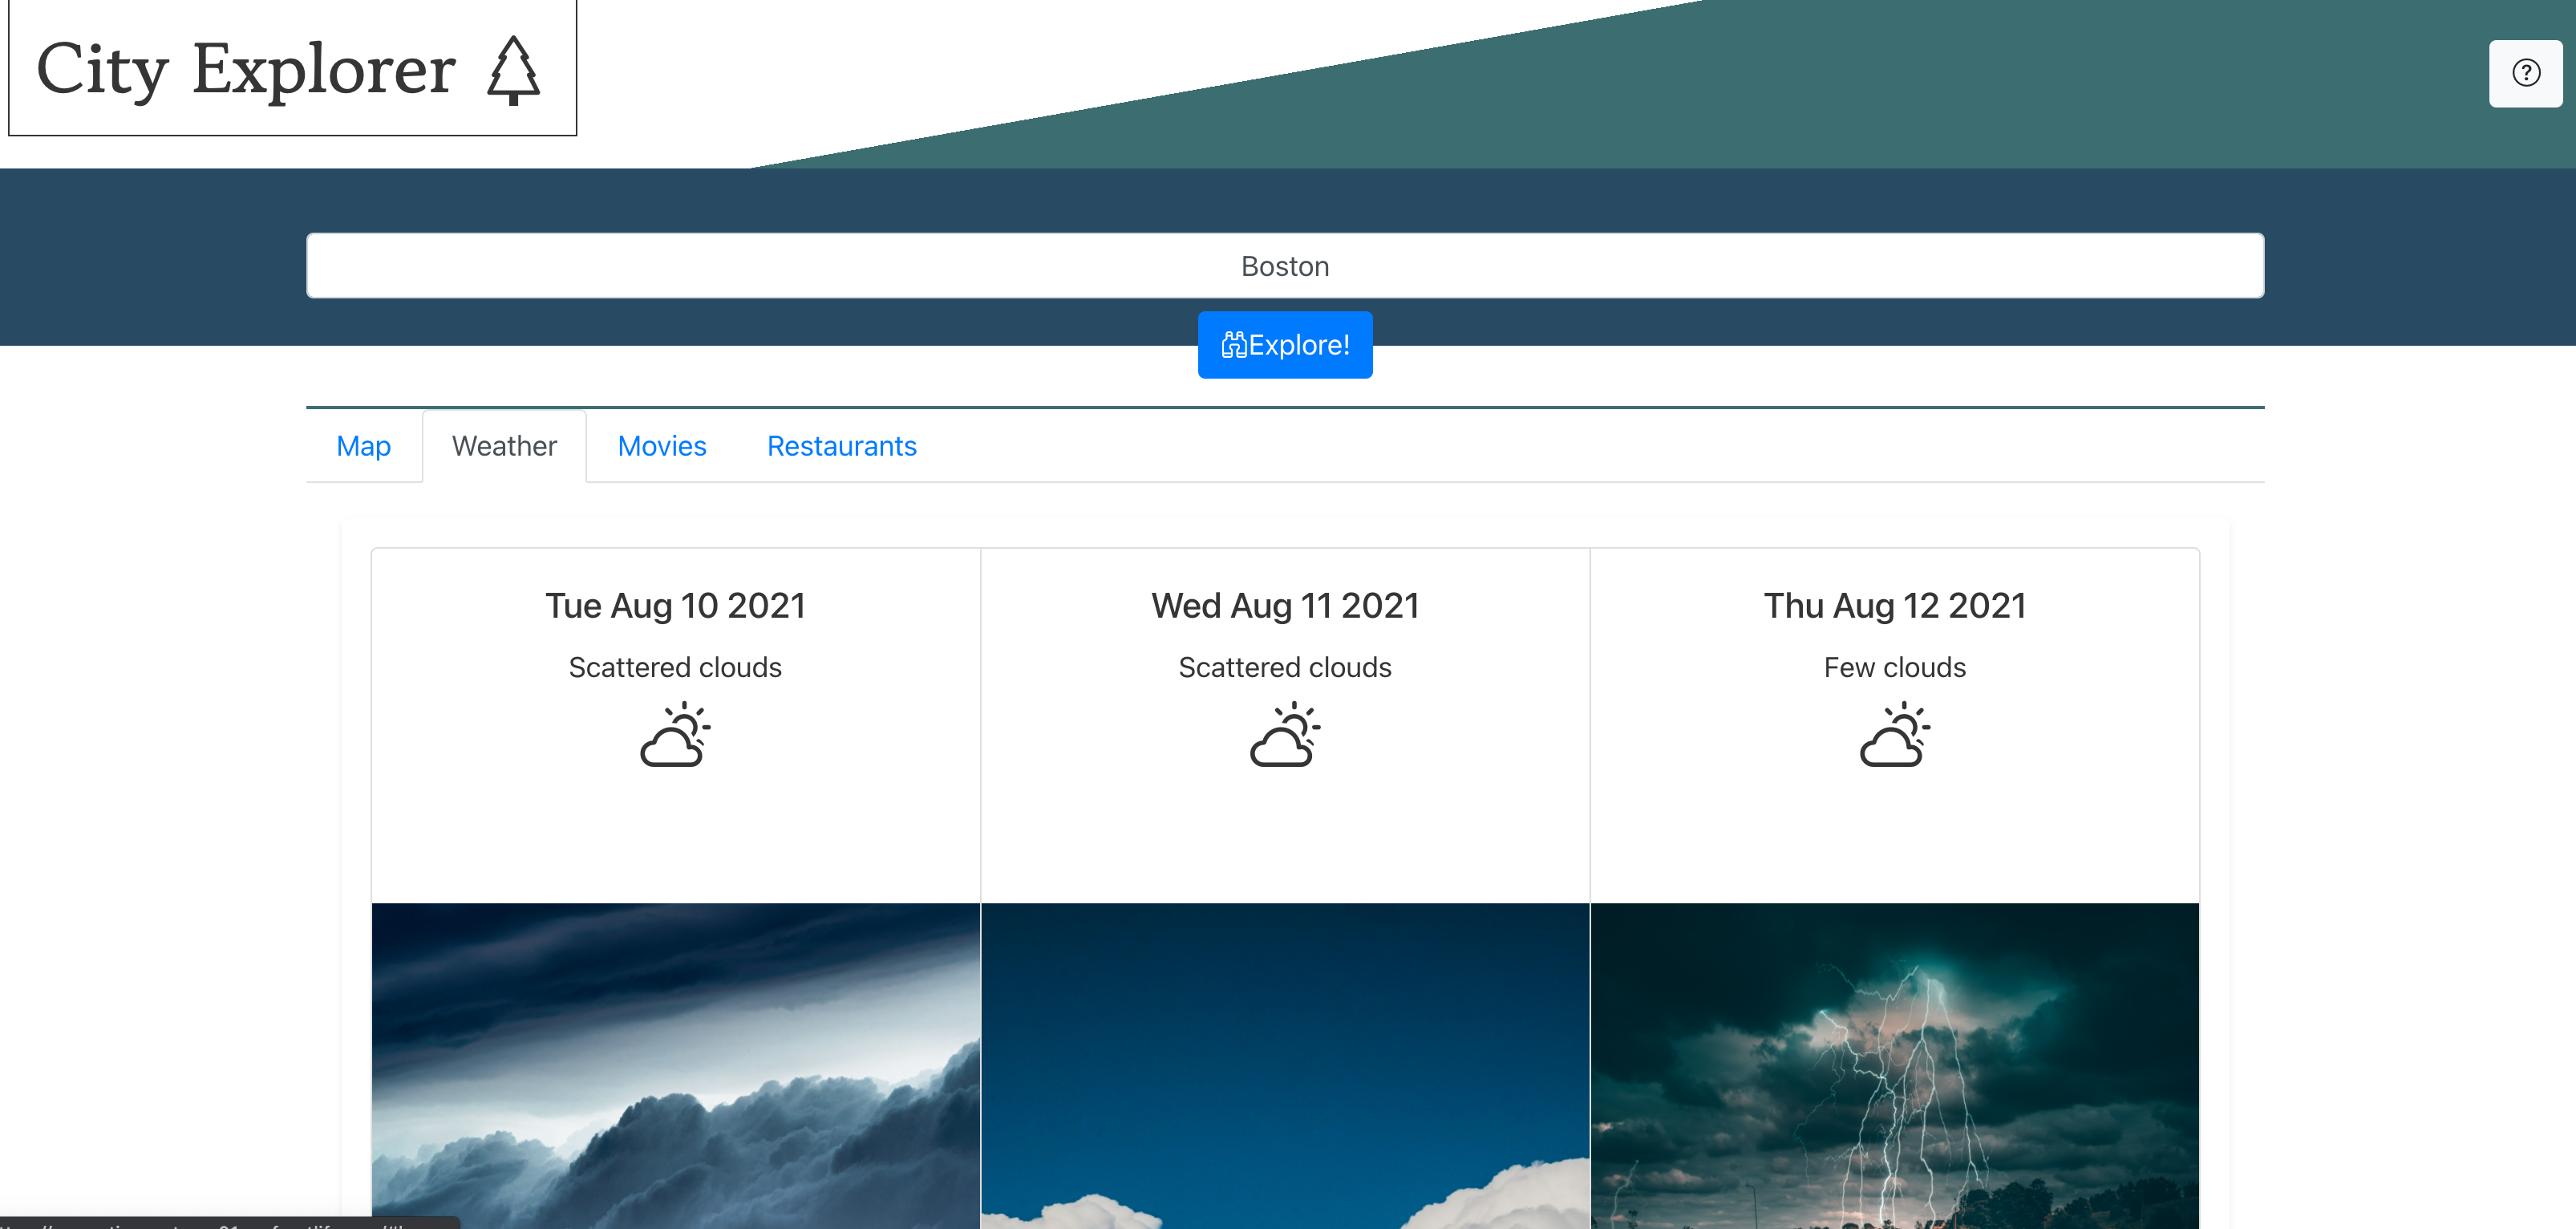 City Explorer
?
Boston
Explore!
Map Weather Movies Restaurants
Tue Aug 10 2021 Wed Aug 11 2021 Thu Aug 12 2021
Scattered clouds Scattered clouds Few clouds